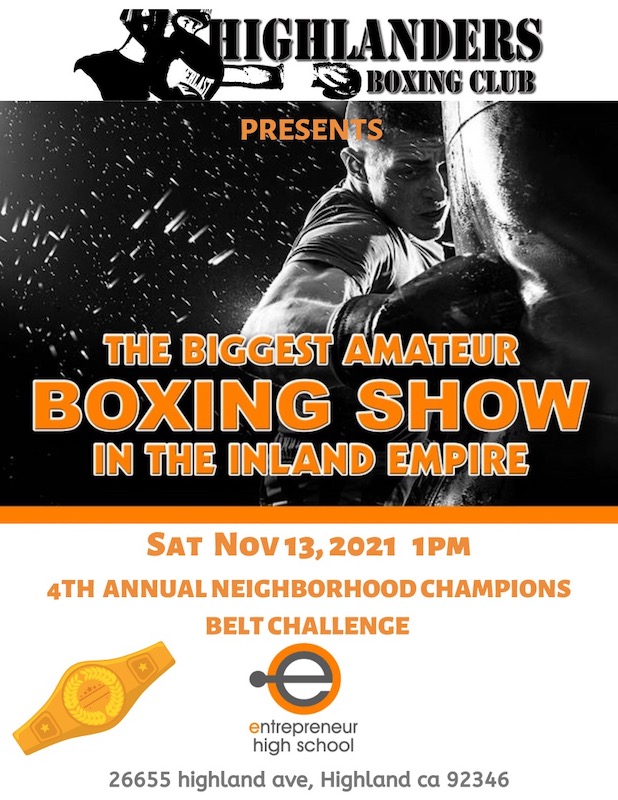 HIGHLANDERS
BOXING CLUB
EVERLAST
PRESENTS
THE BIGGEST AMATEUR
BOXING SHOW
IN THE INLAND EMPIRE
SAT NOV 13, 2021 1PM
4TH ANNUAL NEIGHBORHOOD CHAMPIONS
BELT CHALLENGE
e
entrepreneur
high school
26655 highland ave, Highland ca 92346